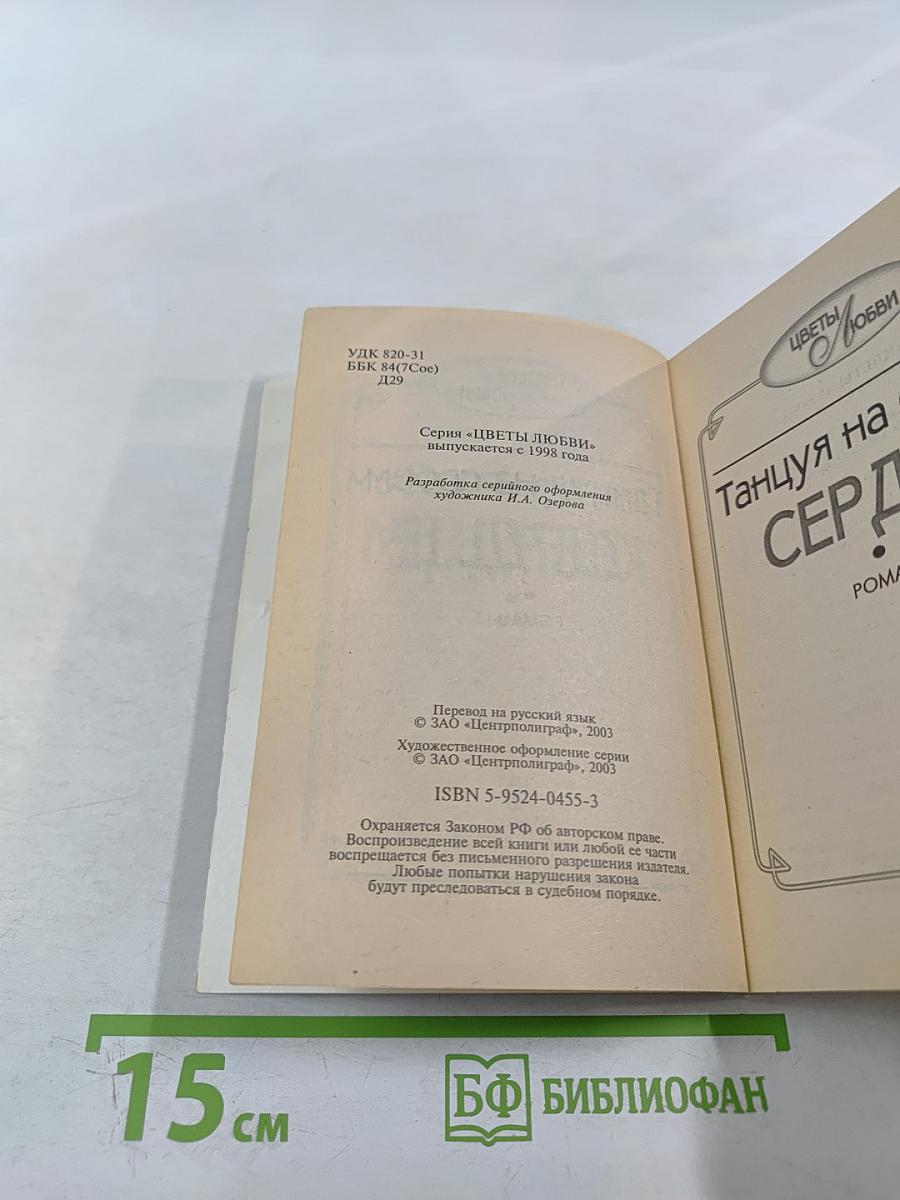 УДК 820-31
ББК 84(7Сое)
Д29
Серия «ЦВЕТЫ ЛЮБВИ»
выпускается с 1998 года
Разработка серийного оформления
художника И.А. Озерова
Перевод на русский язык
© ЗАО «Центрполиграф», 2003
Художественное оформление серии
© ЗАО «Центрполиграф», 2003
ISBN 5-9524-0455-3
Охраняется Законом РФ об авторском праве.
Воспроизведение всей книги или любой ее части
воспрещается без письменного разрешения издателя.
Любые попытки нарушения закона
будут преследоваться в судебном порядке.
ЦВЕТЫ ЛЮБВИ
Танцуя на
СЕРД
РОМА
15 см
БФ БИБЛИОФАН